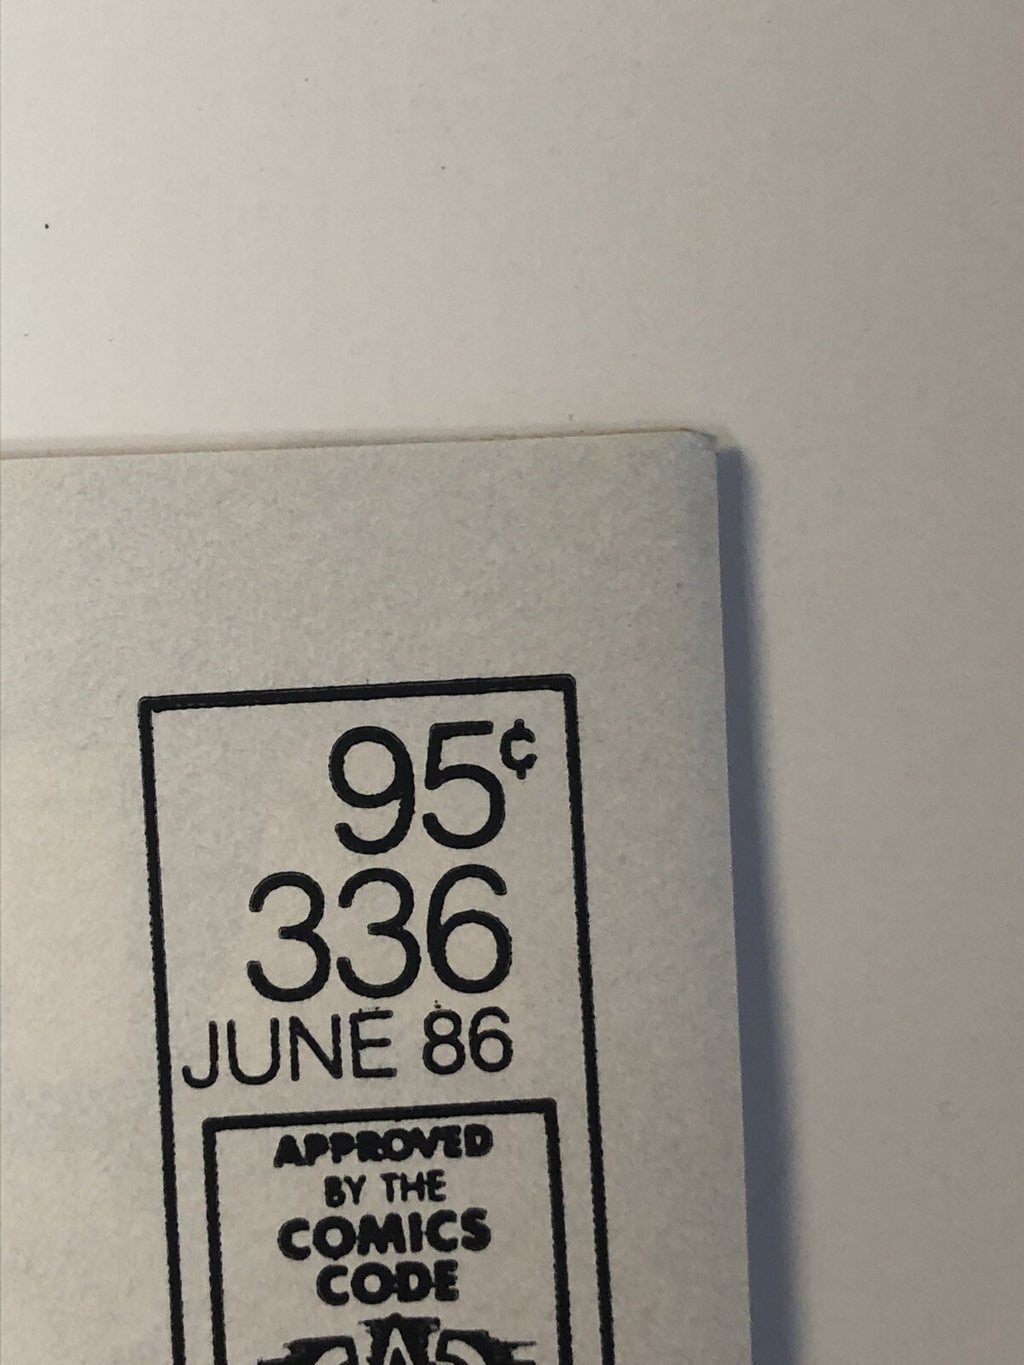 95¢
336
JUNE 86
APPROVED
BY THE
COMICS
CODE